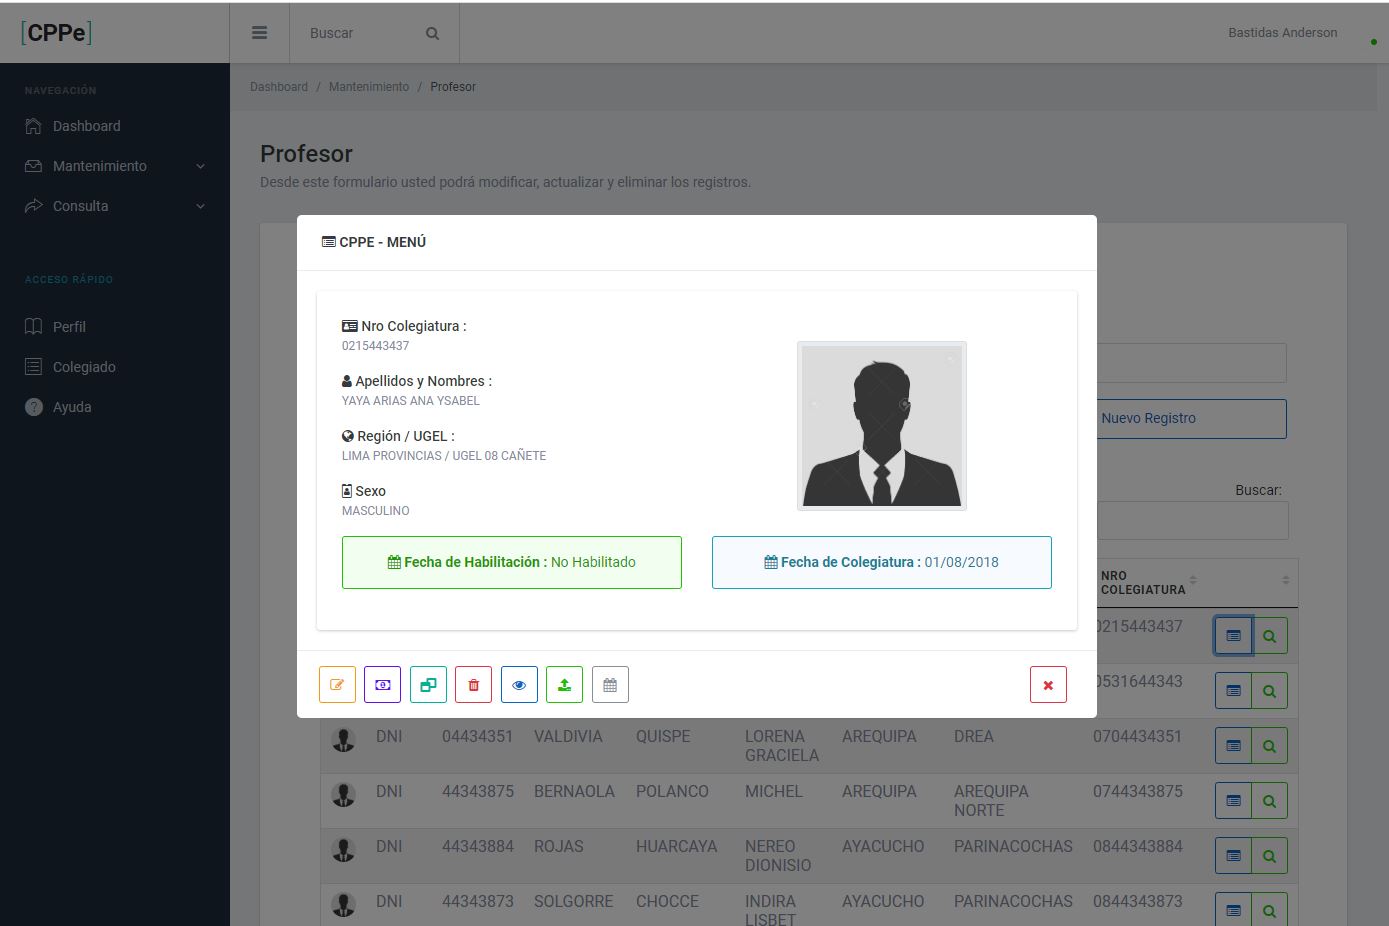 [CPPe]
Buscar
Bastidas Anderson
NAVEGACIÓN
Dashboard
Mantenimiento
Consulta
ACCESO RÁPIDO
Perfil
Colegiado
Ayuda
Dashboard / Mantenimiento / Profesor
Profesor
Desde este formulario usted podrá modificar, actualizar y eliminar los registros.
CPPE - MENÚ
Nro Colegiatura :
0215443437
Apellidos y Nombres :
YAYA ARIAS ANA YSABEL
Región / UGEL :
LIMA PROVINCIAS / UGEL 08 CAÑETE
Sexo
MASCULINO
Fecha de Habilitación : No Habilitado
Fecha de Colegiatura : 01/08/2018
Nuevo Registro
Buscar:
NRO
COLEGIATURA
0215443437
0531644343
DNI 04434351 VALDIVIA QUISPE LORENA GRACIELA AREQUIPA DREA 0704434351
DNI 44343875 BERNAOLA POLANCO MICHEL AREQUIPA AREQUIPA NORTE 0744343875
DNI 44343884 ROJAS HUARCAYA NEREO DIONISIO AYACUCHO PARINACOCHAS 0844343884
DNI 44343873 SOLGORRE CHOCCE INDIRA LISBET AYACUCHO PARINACOCHAS 0844343873